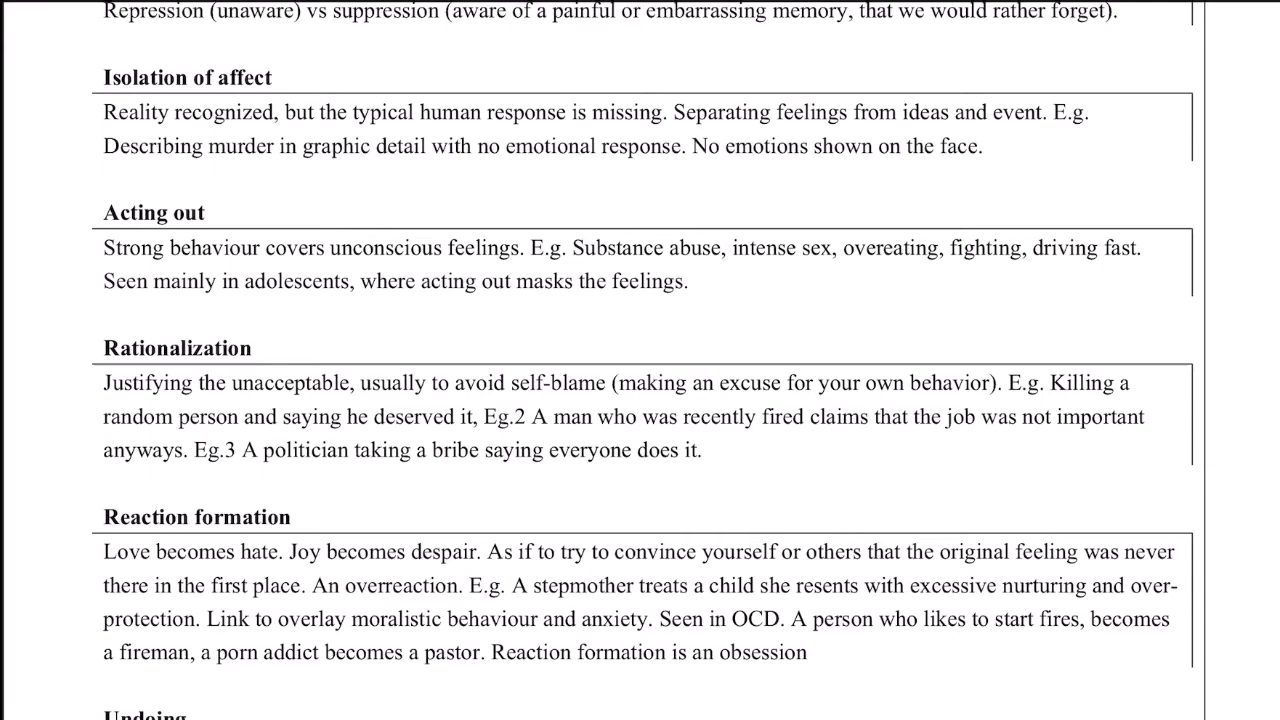 Repression (unaware) vs suppression (aware of a painful or embarrassing memory, that we would rather forget).
Isolation of affect
Reality recognized, but the typical human response is missing. Separating feelings from ideas and event. E.g.
Describing murder in graphic detail with no emotional response. No emotions shown on the face.
Acting out
Strong behaviour covers unconscious feelings. E.g. Substance abuse, intense sex, overeating, fighting, driving fast.
Seen mainly in adolescents, where acting out masks the feelings.
Rationalization
Justifying the unacceptable, usually to avoid self-blame (making an excuse for your own behavior). E.g. Killing a
random person and saying he deserved it, Eg.2 A man who was recently fired claims that the job was not important
anyways. Eg.3 A politician taking a bribe saying everyone does it.
Reaction formation
Love becomes hate. Joy becomes despair. As if to try to convince yourself or others that the original feeling was never
there in the first place. An overreaction. E.g. A stepmother treats a child she resents with excessive nurturing and over-
protection. Link to overlay moralistic behaviour and anxiety. Seen in OCD. A person who likes to start fires, becomes
a fireman, a porn addict becomes a pastor. Reaction formation is an obsession
Undoing